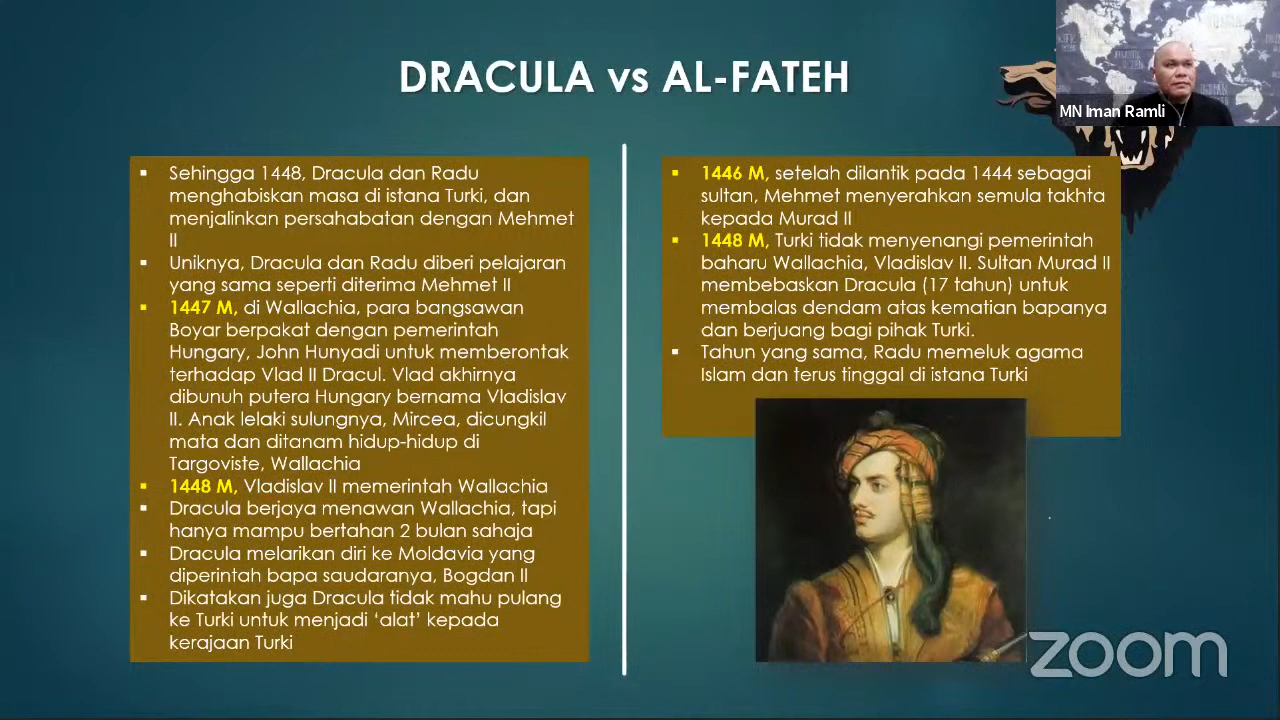 DRACULA vs AL-FATEH
MN Iman Ramli
▪ Sehingga 1448, Dracula dan Radu
menghabiskan masa di istana Turki, dan
menjalinkan persahabatan dengan Mehmet
II
▪ Uniknya, Dracula dan Radu diberi pelajaran
yang sama seperti diterima Mehmet II
▪ 1447 M, di Wallachia, para bangsawan
Boyar berpakat dengan pemerintah
Hungary, John Hunyadi untuk memberontak
terhadap Vlad II Dracul. Vlad akhirnya
dibunuh putera Hungary bernama Vladislav
II. Anak lelaki sulungnya, Mircea, dicungkil
mata dan ditanam hidup-hidup di
Targoviste, Wallachia
▪ 1448 M, Vladislav II memerintah Wallachia
▪ Dracula berjaya menawan Wallachia, tapi
hanya mampu bertahan 2 bulan sahaja
▪ Dracula melarikan diri ke Moldavia yang
diperintah bapa saudaranya, Bogdan II
▪ Dikatakan juga Dracula tidak mahu pulang
ke Turki untuk menjadi ‘alat’ kepada
kerajaan Turki
▪ 1446 M, setelah dilantik pada 1444 sebagai
sultan, Mehmet menyerahkan semula takhta
kepada Murad II
▪ 1448 M, Turki tidak menyenangi pemerintah
baharu Wallachia, Vladislav II. Sultan Murad II
membebaskan Dracula (17 tahun) untuk
membalas dendam atas kematian bapanya
dan berjuang bagi pihak Turki.
▪ Tahun yang sama, Radu memeluk agama
Islam dan terus tinggal di istana Turki
zoom